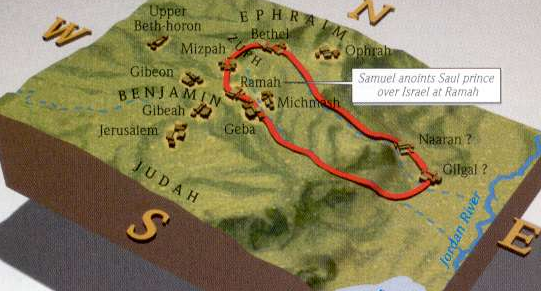 N
W
Upper
Beth-horon
EPHRAIM
Bethel
Mizpah
ZUPH
Ophrah
Gibeon
Ramah
Samuel anoints Saul prince
over Israel at Ramah
BENJAMIN
Michmash
Gibeah
Geba
Jerusalem
Naaran ?
Gilgal ?
JUDAH
S
Jordan River
E